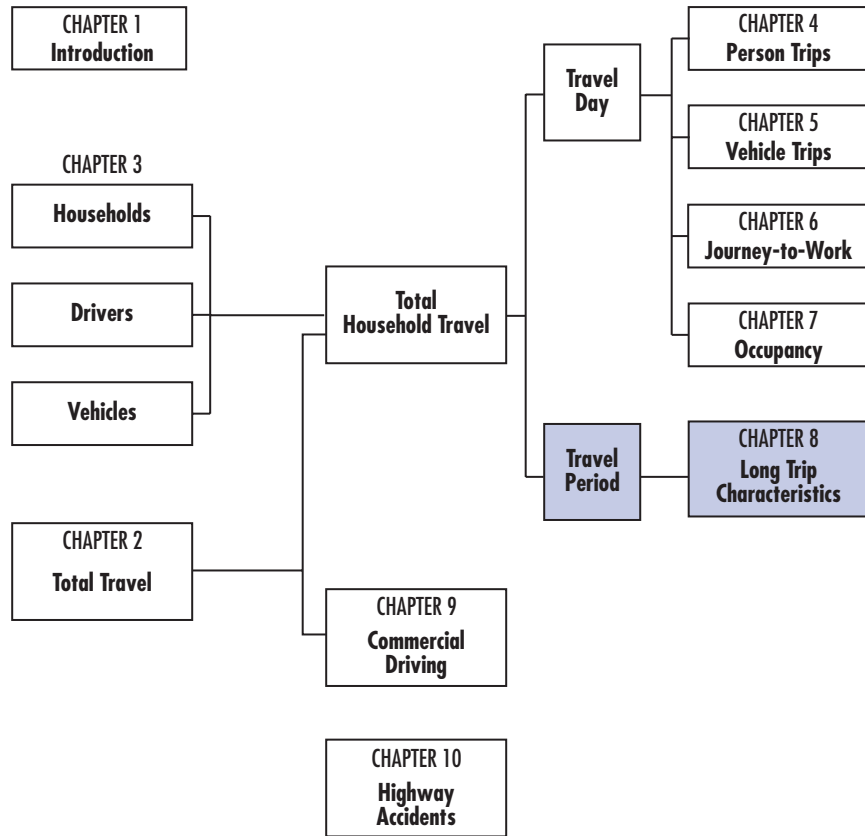 CHAPTER 1
Introduction
CHAPTER 3
Households
Drivers
Vehicles
CHAPTER 2
Total Travel
Total
Household Travel
CHAPTER 9
Commercial
Driving
CHAPTER 10
Highway
Accidents
Travel
Day
Travel
Period
CHAPTER 4
Person Trips
CHAPTER 5
Vehicle Trips
CHAPTER 6
Journey-to-Work
CHAPTER 7
Occupancy
CHAPTER 8
Long Trip
Characteristics